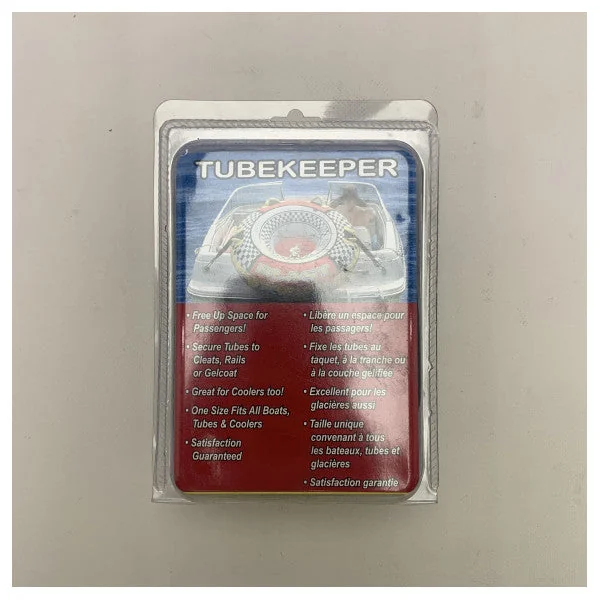 TUBEKEEPER
• Free Up Space for
Passengers!
• Secure Tubes to
Cleats, Rails
or Gelcoat
• Great for Coolers too!
• One Size Fits All Boats,
Tubes & Coolers
• Satisfaction
Guaranteed
• Libère un espaca pour
les passagers!
• Fixe les tubes au
taquet, à la tranche ou
à la couche gelifiée
• Excellent pour les
glacières aussi
• Taille unique
convenant à tous
les bateaux, tubes et
glacières
• Satisfaction garantie